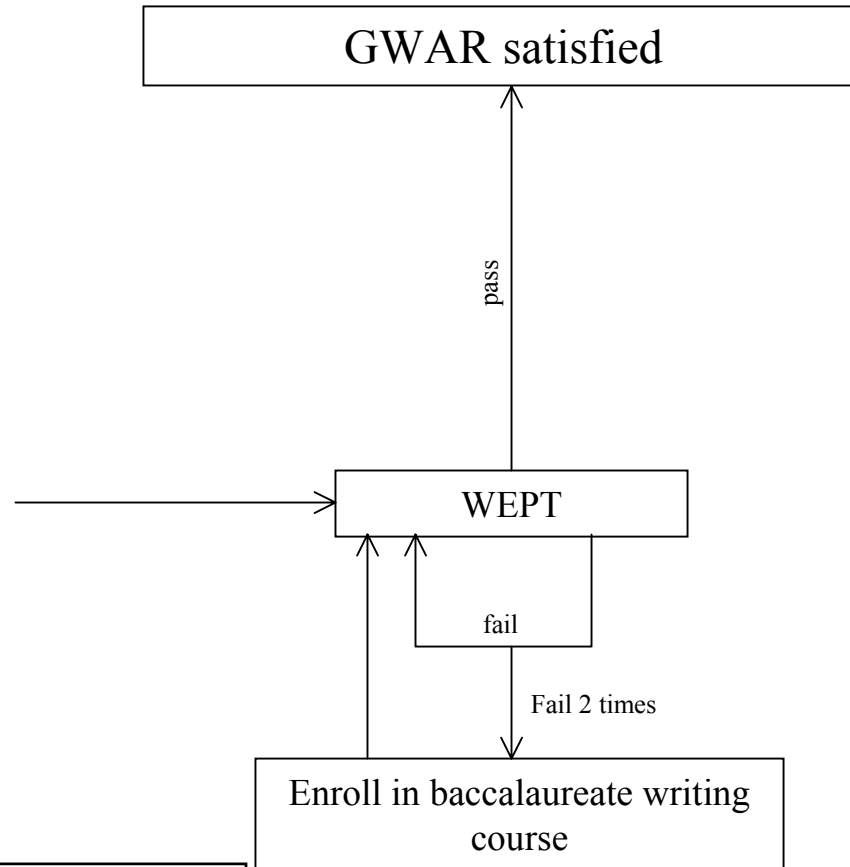 GWAR satisfied
pass
WEPT
fail
Fail 2 times
Enroll in baccalaureate writing
course